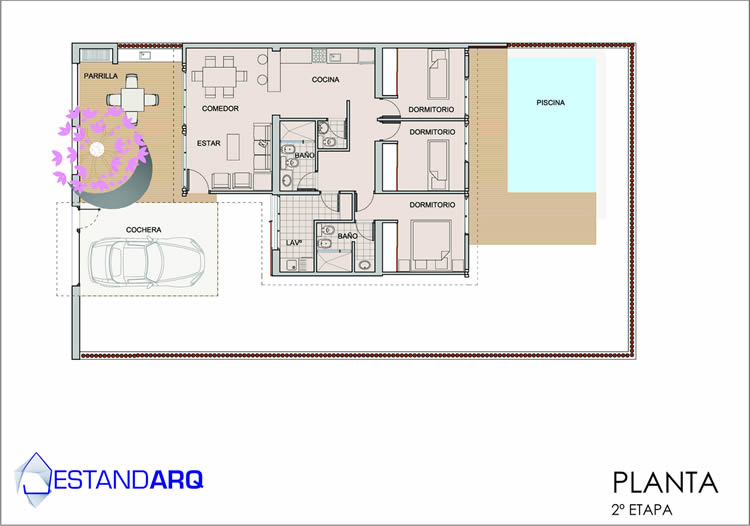 PARRILLA
COCINA
COMEDOR
DORMITORIO
PISCINA
DORMITORIO
ESTAR
BAÑO
DORMITORIO
COCHERA
BAÑO
LAVº
ESTANDARQ
PLANTA
2º ETAPA